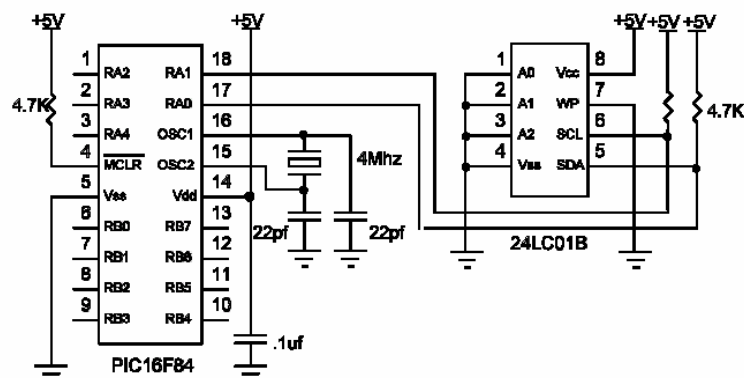 +5V
+5V
+5V +5V +5V
1 RA2 RA1 18
2 RA3 RA0 17
3 RA4 OSC1 16
4 MCLR OSC2 15
5 Vss Vdd 14
6 RB0 RB7 13
7 RB1 RB6 12
8 RB2 RB5 11
9 RB3 RB4 10
4.7K
4Mhz
22pf
22pf
.1uf
PIC16F84
1 A0 Vcc 8
2 A1 WP 7
3 A2 SCL 6
4 Vss SDA 5
4.7K
24LC01B